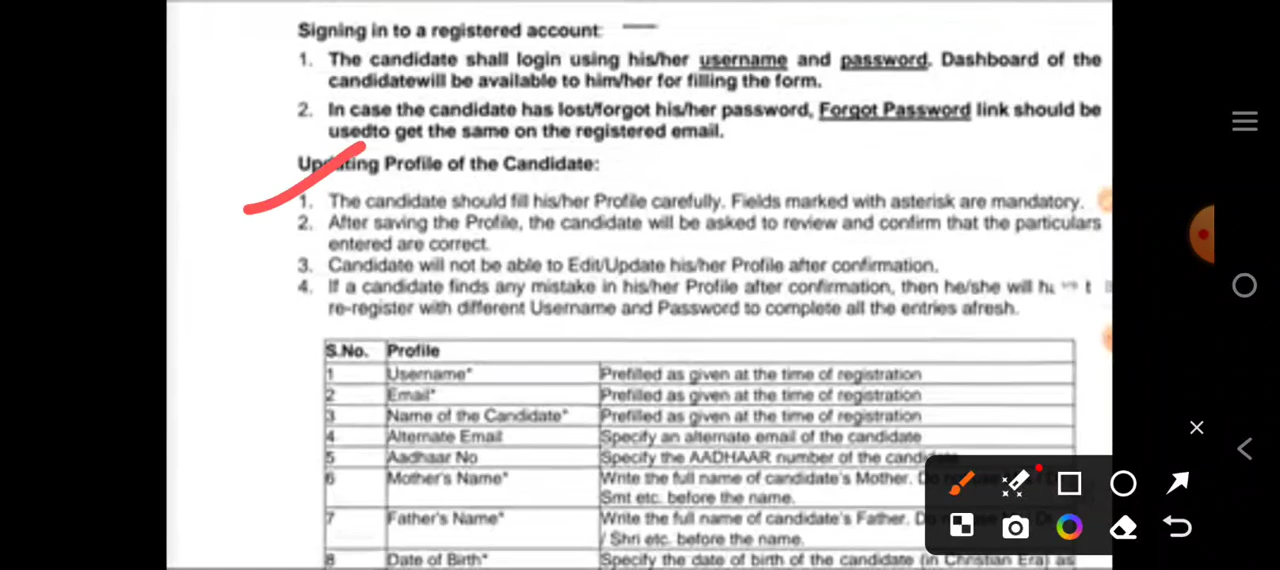 Signing in to a registered account:
1. The candidate shall login using his/her username and password. Dashboard of the
candidatewill be available to him/her for filling the form.
2. In case the candidate has lost/forgot his/her password, Forgot Password link should be
usedto get the same on the registered email.
Updating Profile of the Candidate:
1. The candidate should fill his/her Profile carefully. Fields marked with asterisk are mandatory.
2. After saving the Profile, the candidate will be asked to review and confirm that the particulars
entered are correct.
3. Candidate will not be able to Edit/Update his/her Profile after confirmation.
4. If a candidate finds any mistake in his/her Profile after confirmation, then he/she will
re-register with different Username and Password to complete all the entries afresh.
S.No. Profile
1 Username* Prefilled as given at the time of registration
2 Email* Prefilled as given at the time of registration
3 Name of the Candidate* Prefilled as given at the time of registration
4 Alternate Email Specify an alternate email of the candidate
5 Aadhaar No Specify the AADHAAR number of the candidate
6 Mother's Name* Write the full name of candidate's Mother.
Smt etc. before the name.
7 Father's Name* Write the full name of candidate's Father.
/ Shri etc. before the name.
8 Date of Birth* Specify the date of birth of the candidate (in Christian Era) as